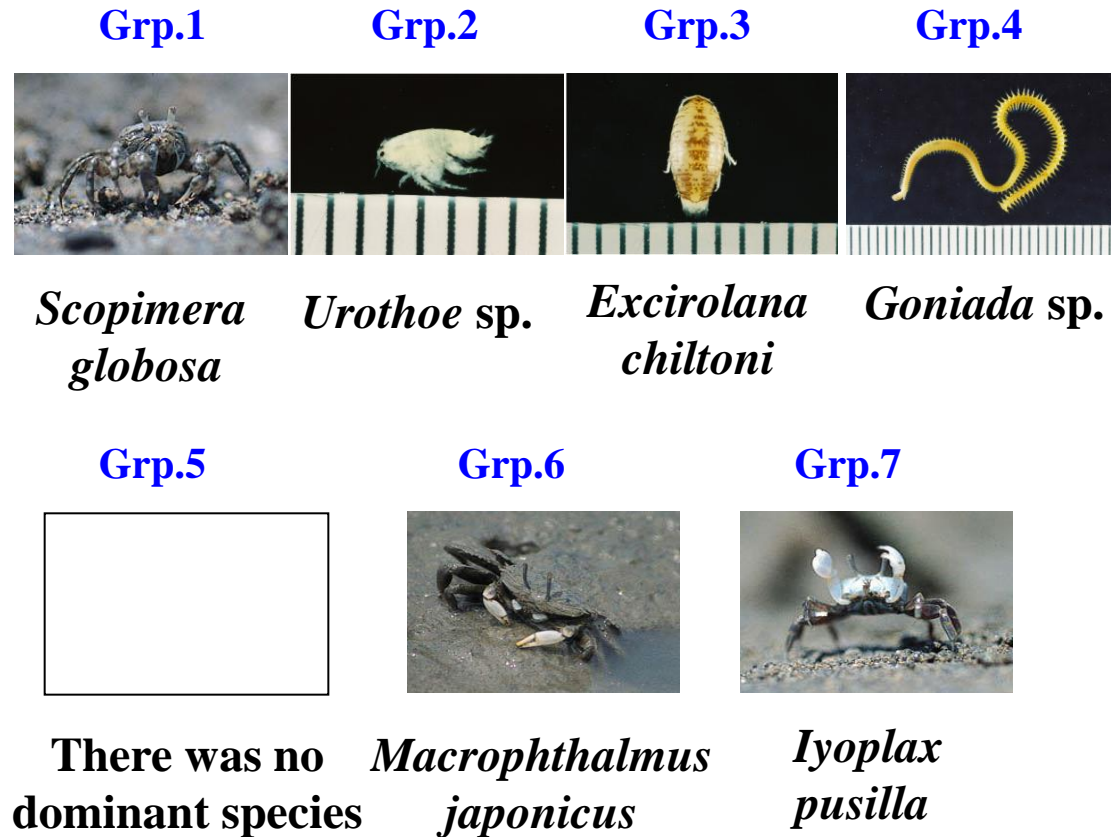 Grp.1
Grp.2
Grp.3
Grp.4
Scopimera
globosa
Urothoe sp.
Excirolana
chiltoni
Goniada sp.
Grp.5
Grp.6
Grp.7
There was no
dominant species
Macrophthalmus
japonicus
Iyoplax
pusilla